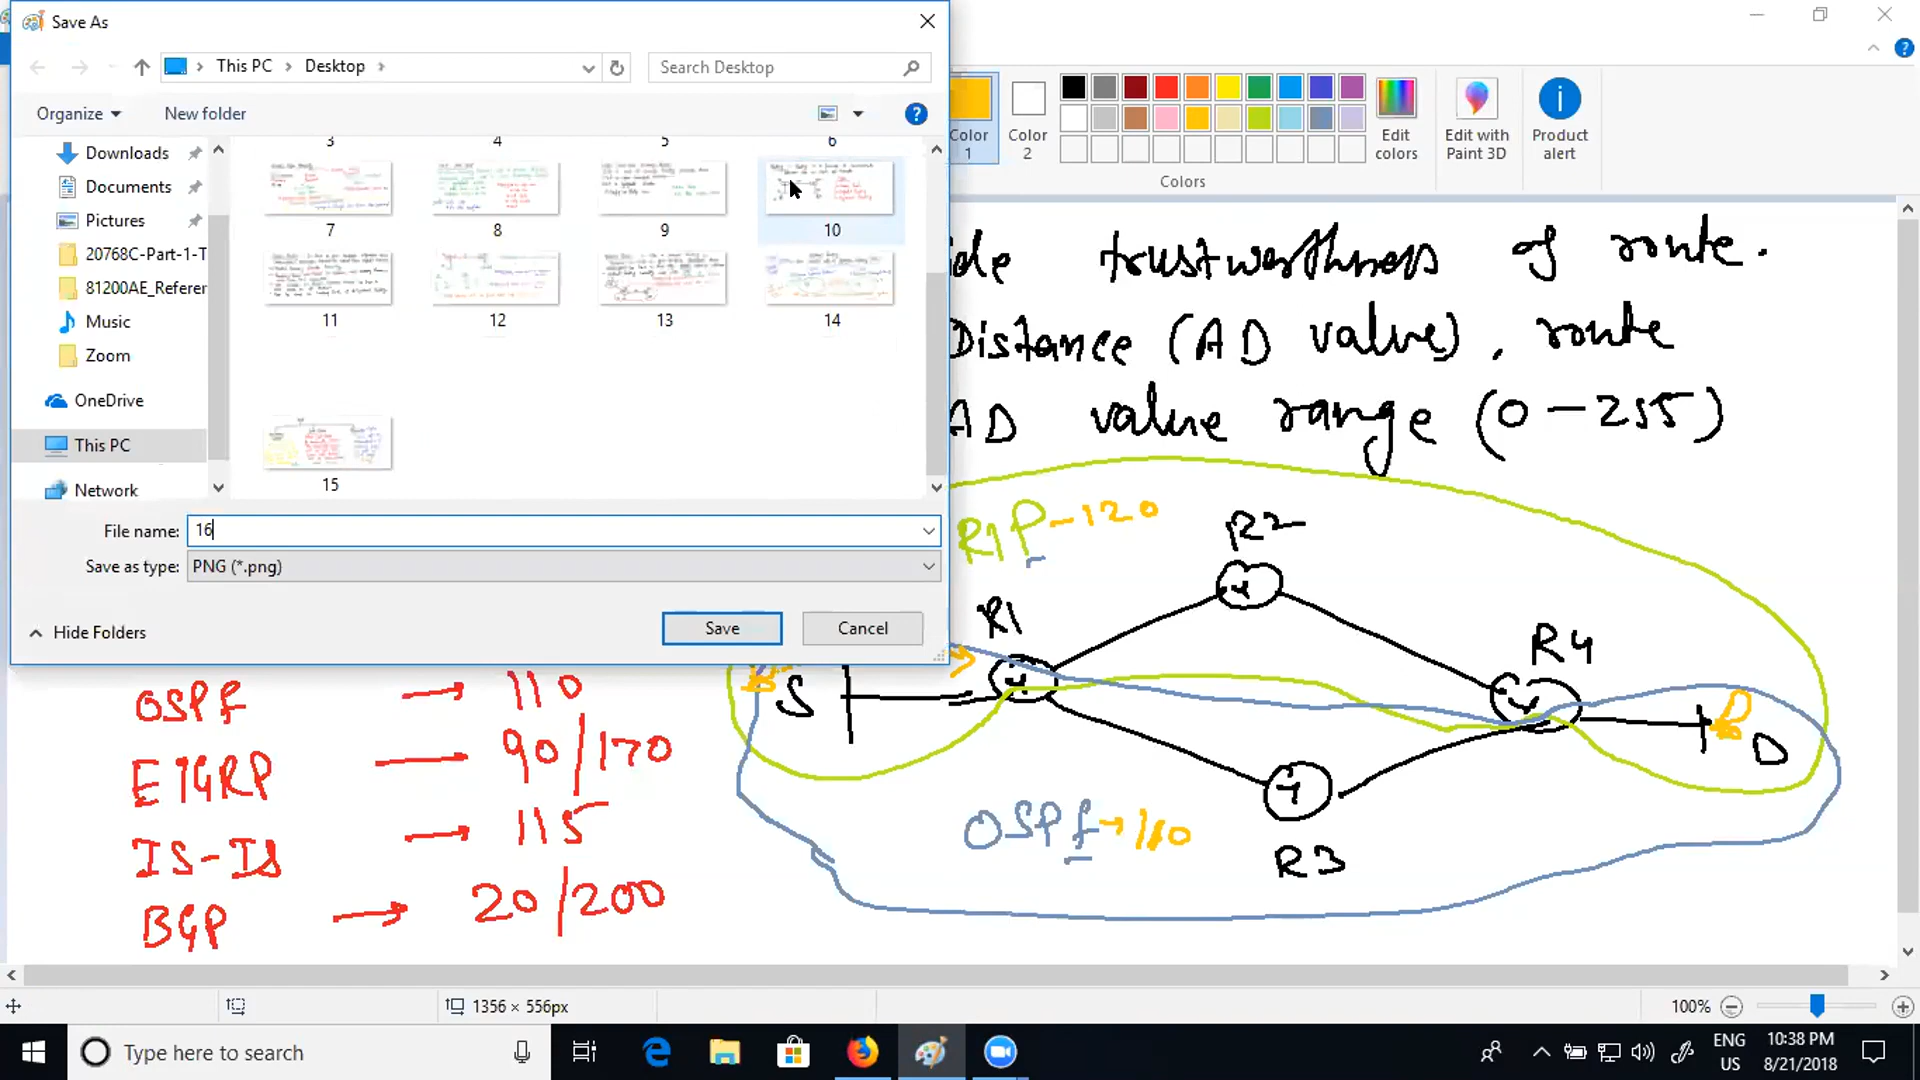 Save As
This PC > Desktop >
Search Desktop
Organize
New folder
Downloads
Documents
Pictures
20768C-Part-1-T
81200AE_Referer
Music
Zoom
OneDrive
This PC
Network
3 4 5 6
7 8 9 10
11 12 13 14
15
File name: 16
Save as type: PNG (*.png)
Hide Folders
Save
Cancel
Color 1
Color 2
Edit colors
Edit with Paint 3D
Product alert
Colors
ide trustworthness of route.
Distance (AD value), route
AD value range (0-255)
RIP-120
R2
R1
R4
S
D
OSPF→110
R3
OSPF → 110
EIGRP — 90/170
IS-IS → 115
BGP → 20/200
1356 × 556px
100%
Type here to search
ENG
US
10:38 PM
8/21/2018